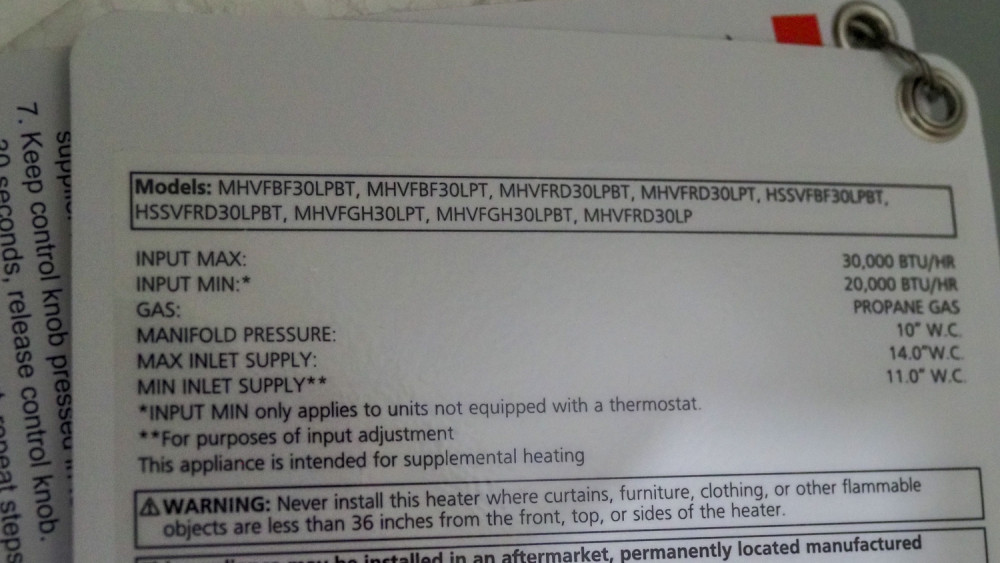 Models: MHVFBF30LPBT, MHVFBF30LPT, MHVFRD30LPBT, MHVFRD30LPT, HSSVFBF30LPBT,
HSSVFRD30LPBT, MHVFGH30LPT, MHVFGH30LPBT, MHVFRD30LP
INPUT MAX: 30,000 BTU/HR
INPUT MIN:* 20,000 BTU/HR
GAS: PROPANE GAS
MANIFOLD PRESSURE: 10" W.C.
MAX INLET SUPPLY: 14.0"W.C.
MIN INLET SUPPLY** 11.0" W.C.
*INPUT MIN only applies to units not equipped with a thermostat.
**For purposes of input adjustment
This appliance is intended for supplemental heating
⚠WARNING: Never install this heater where curtains, furniture, clothing, or other flammable
objects are less than 36 inches from the front, top, or sides of the heater.
appliance may be installed in an aftermarket, permanently located manufactured
7. Keep control knob pressed
seconds, release control knob.
repeat steps